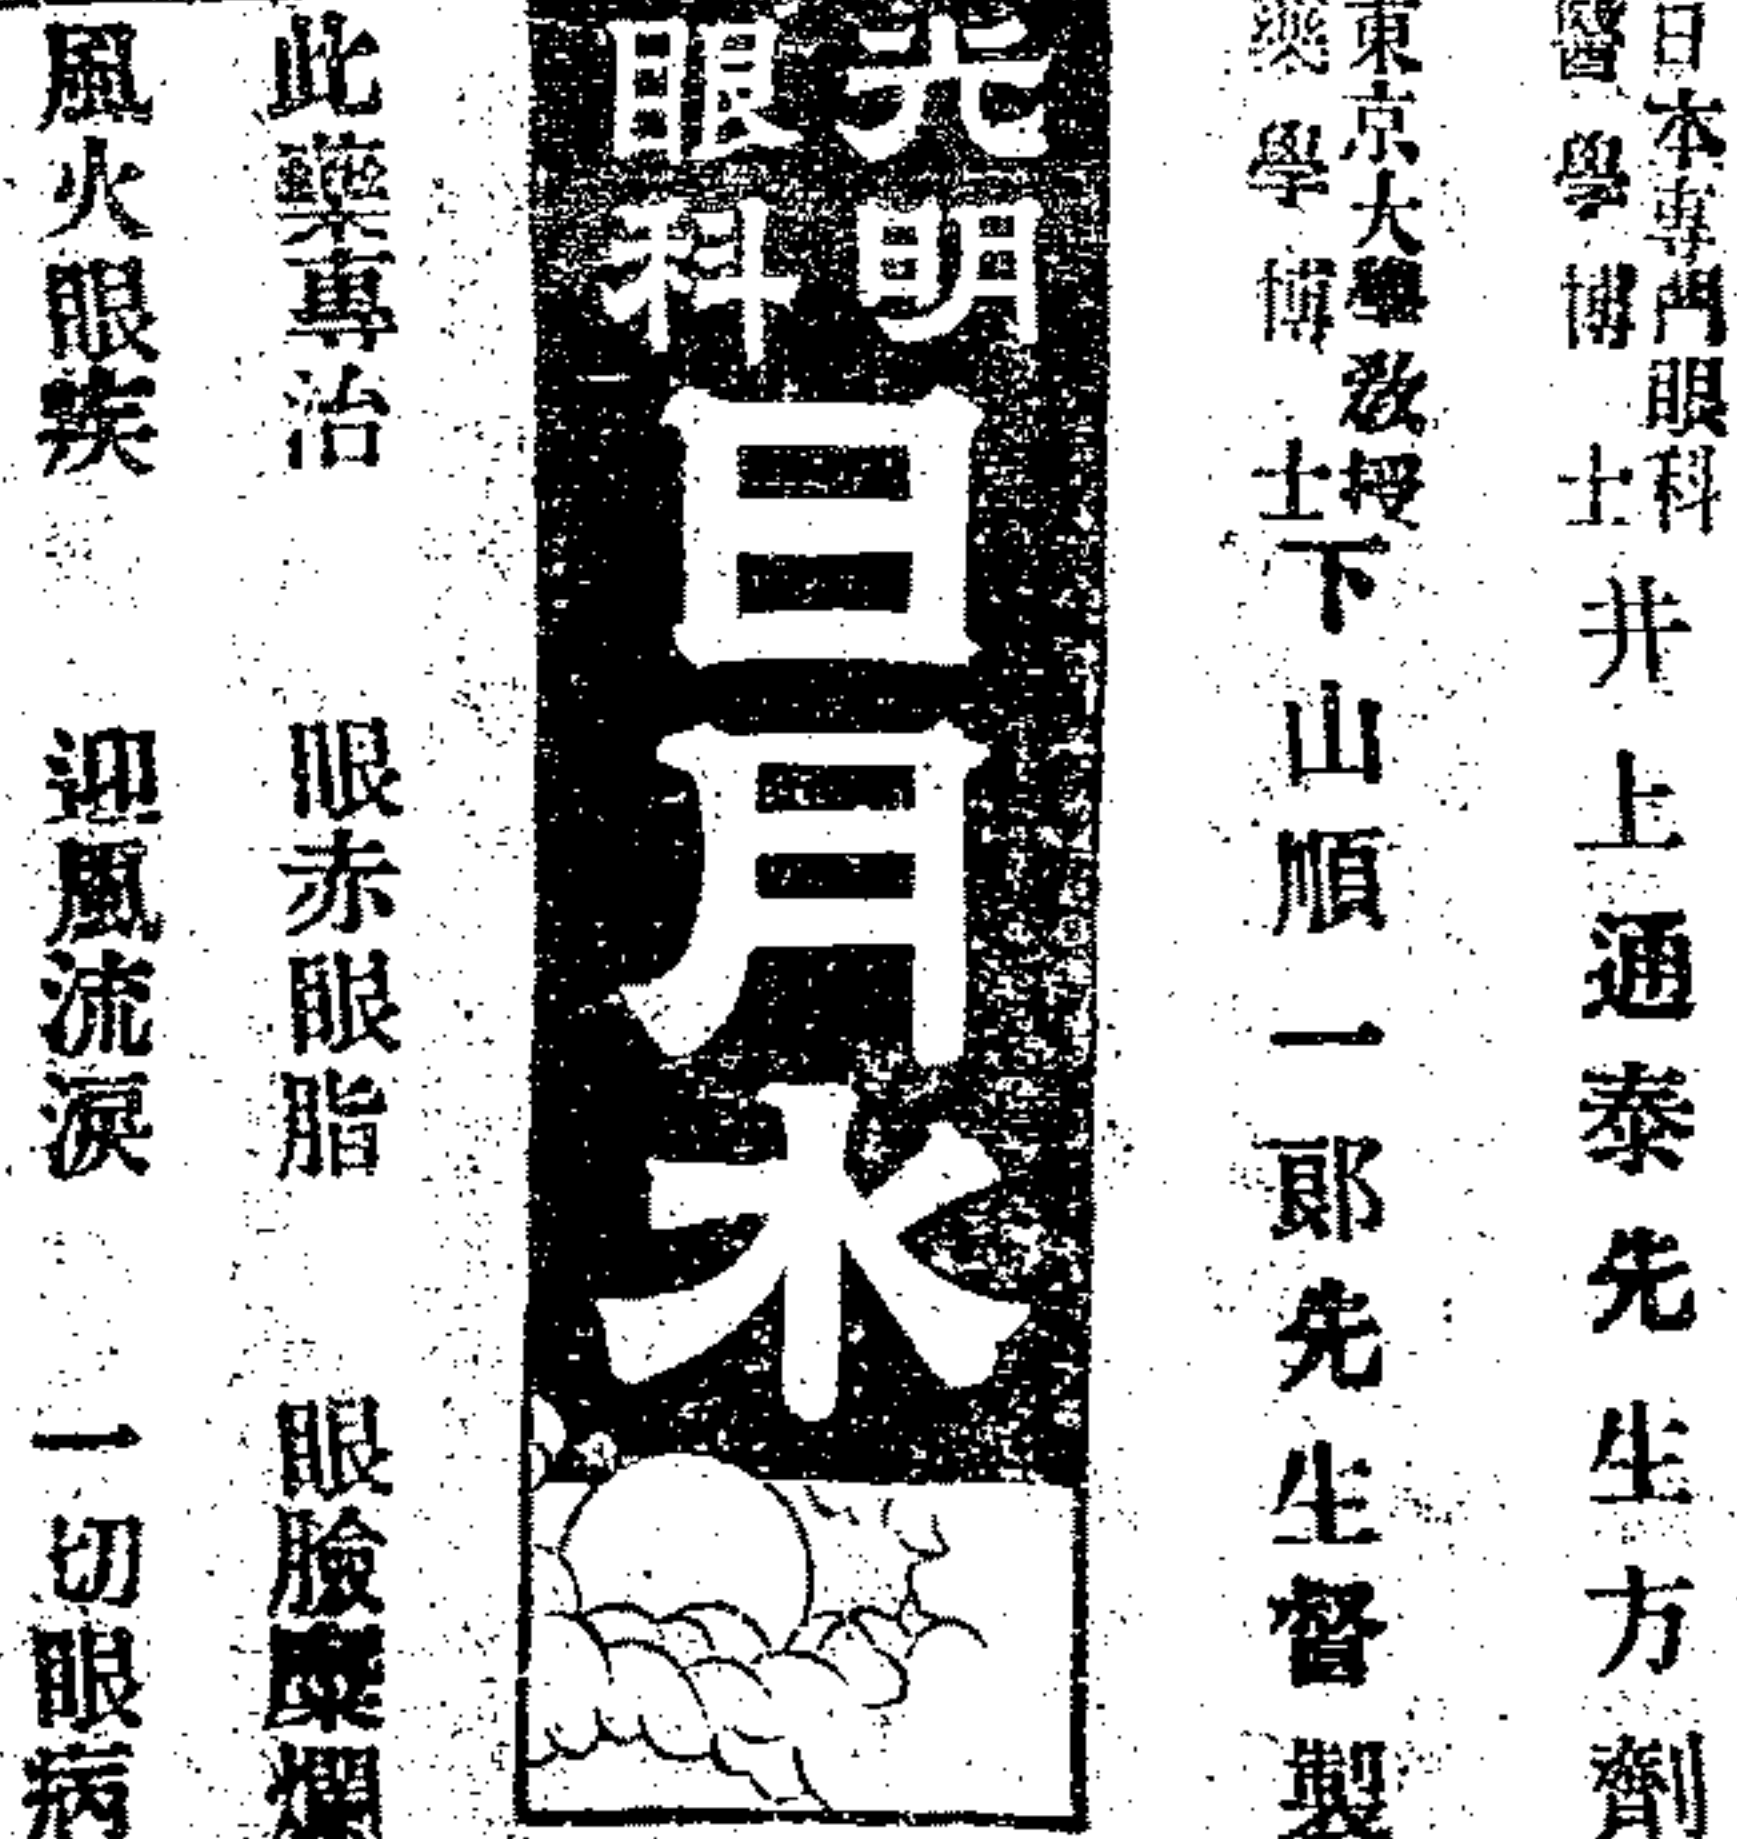 日本專門眼科
醫學博士
井上通泰先生方劑
東京大學教授
藥學博士
下山順一郎先生督製
光明
眼科
日月水
此藥專治　眼赤眼脂　眼臉糜爛
風火眼疾　迎風流淚　一切眼病